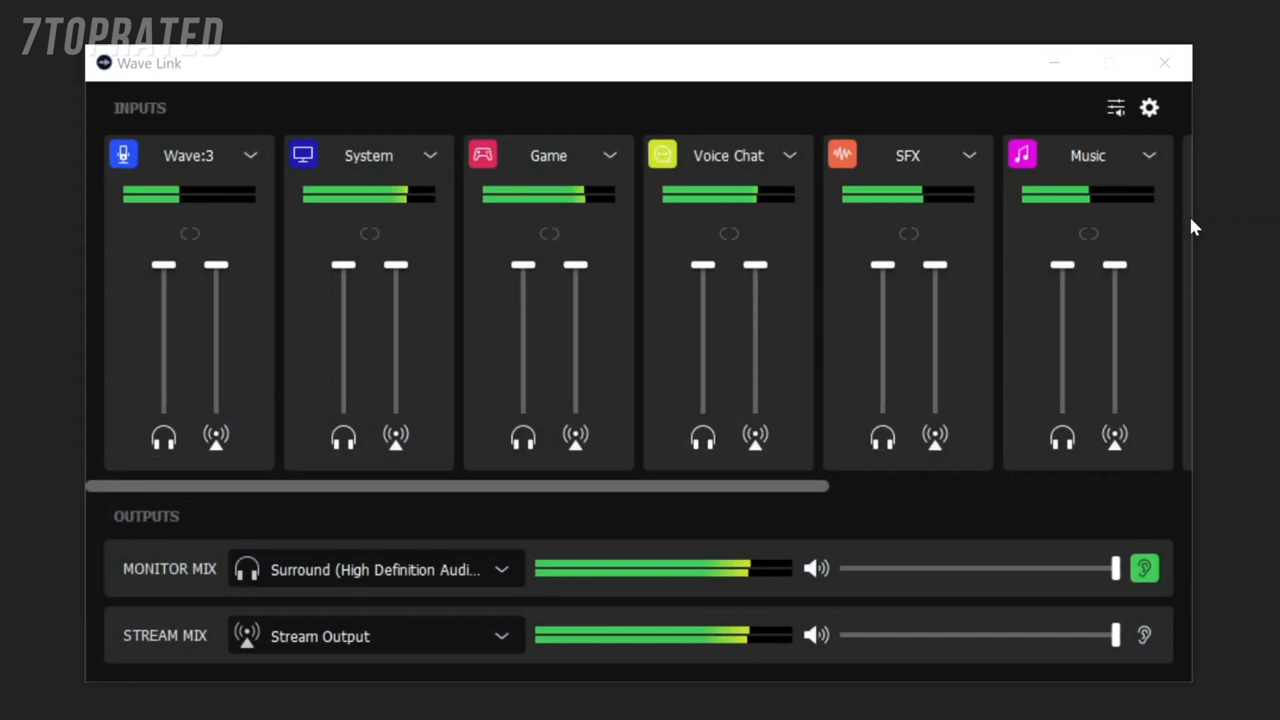 7TOPRATED
Wave Link
INPUTS
Wave:3
System
Game
Voice Chat
SFX
Music
OUTPUTS
MONITOR MIX
Surround (High Definition Audi...
STREAM MIX
Stream Output